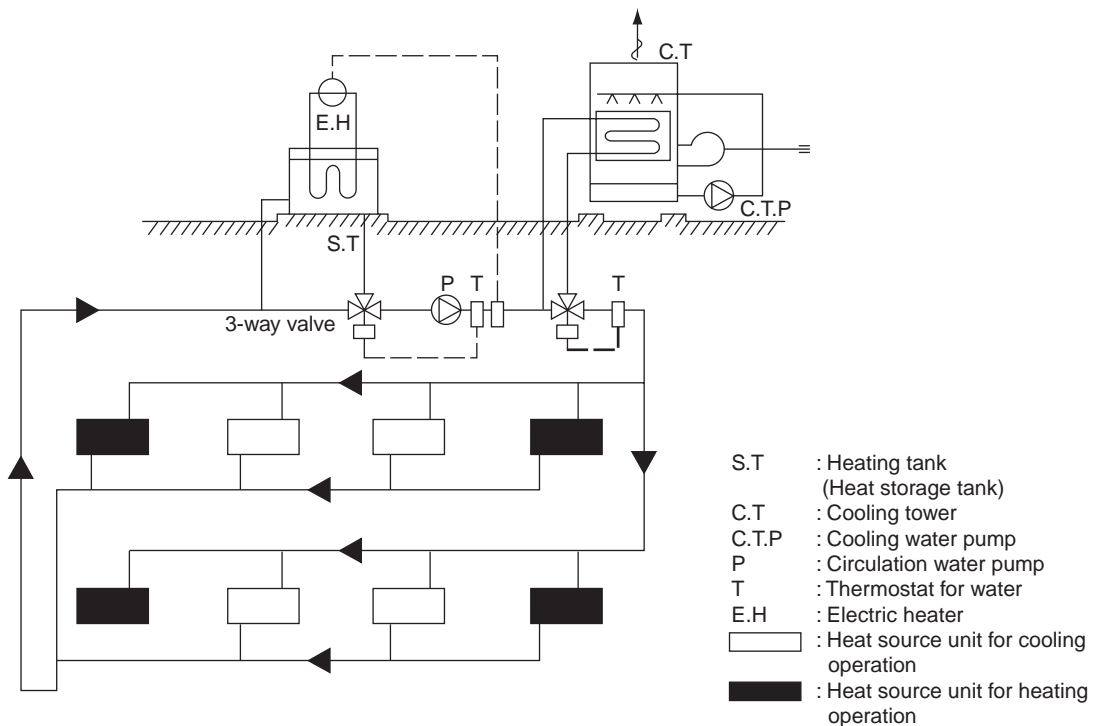 C.T
E.H
C.T.P
S.T
P
T
T
3-way valve
S.T : Heating tank
(Heat storage tank)
C.T : Cooling tower
C.T.P : Cooling water pump
P : Circulation water pump
T : Thermostat for water
E.H : Electric heater
: Heat source unit for cooling
operation
: Heat source unit for heating
operation